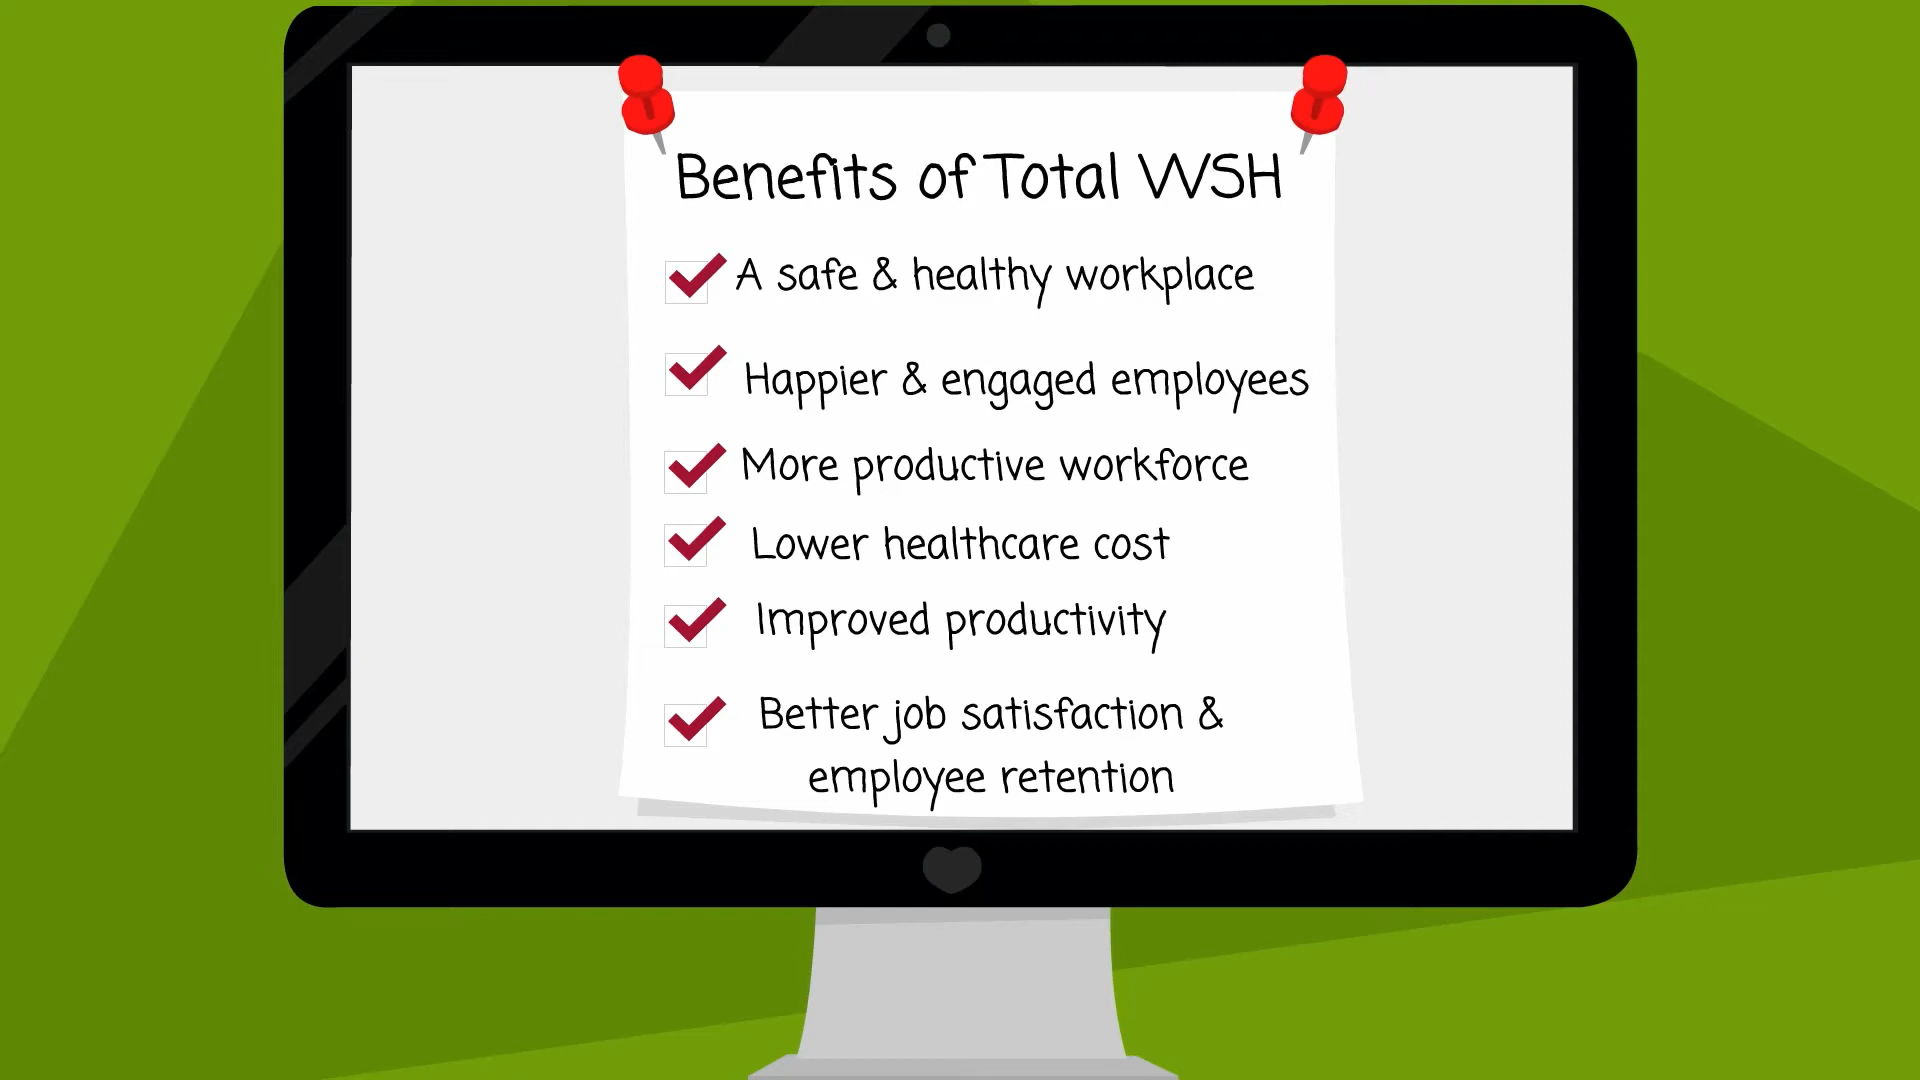 Benefits of Total WSH
A safe & healthy workplace
Happier & engaged employees
More productive workforce
Lower healthcare cost
Improved productivity
Better job satisfaction &
employee retention